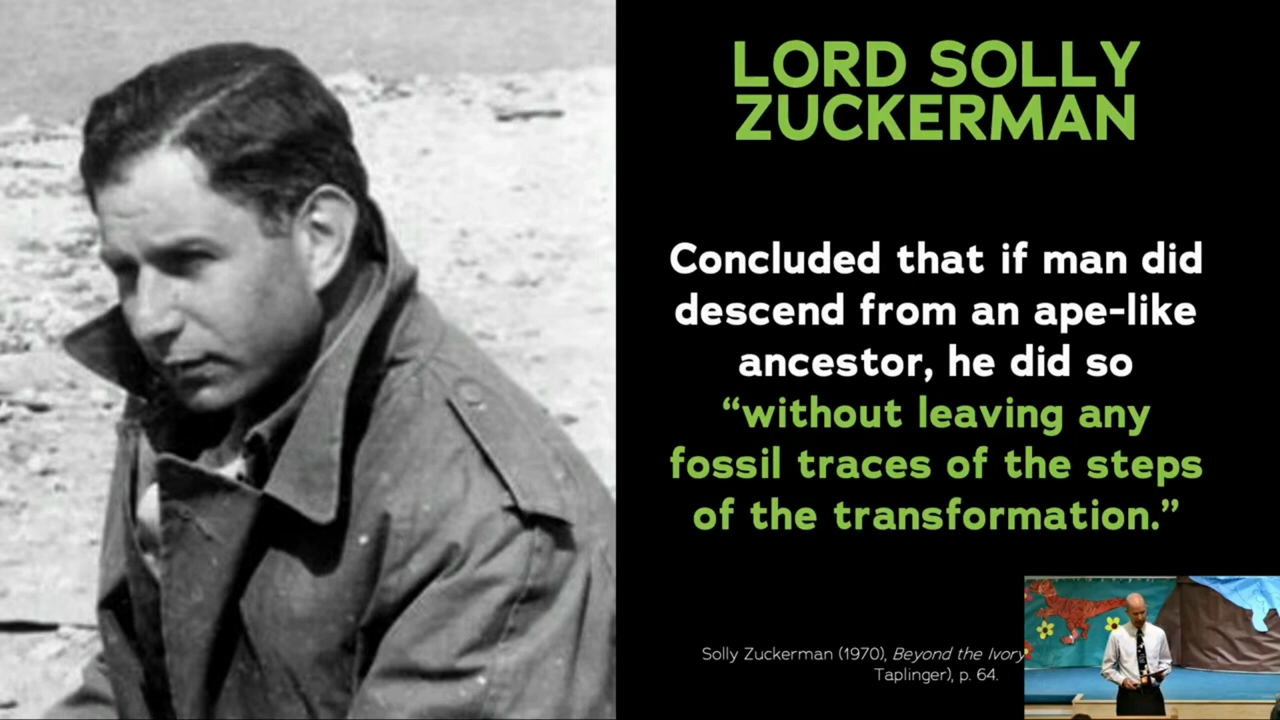 LORD SOLLY
ZUCKERMAN
Concluded that if man did
descend from an ape-like
ancestor, he did so
“without leaving any
fossil traces of the steps
of the transformation.”
Solly Zuckerman (1970), Beyond the Ivory
Taplinger), p. 64.